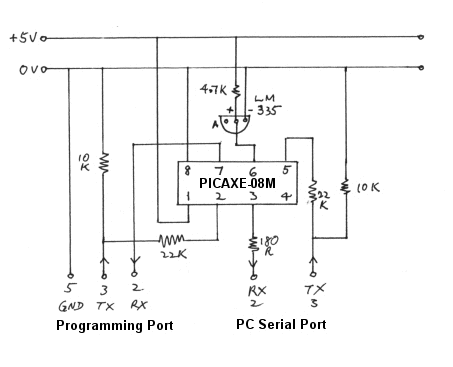 +5V
0V
4.7K
LM
335
A
+
-
10
K
8 7 6 5
PICAXE-08M
1 2 3 4
22
K
10K
22K
180
R
5 3 2
GND TX RX
RX TX
2 3
Programming Port
PC Serial Port